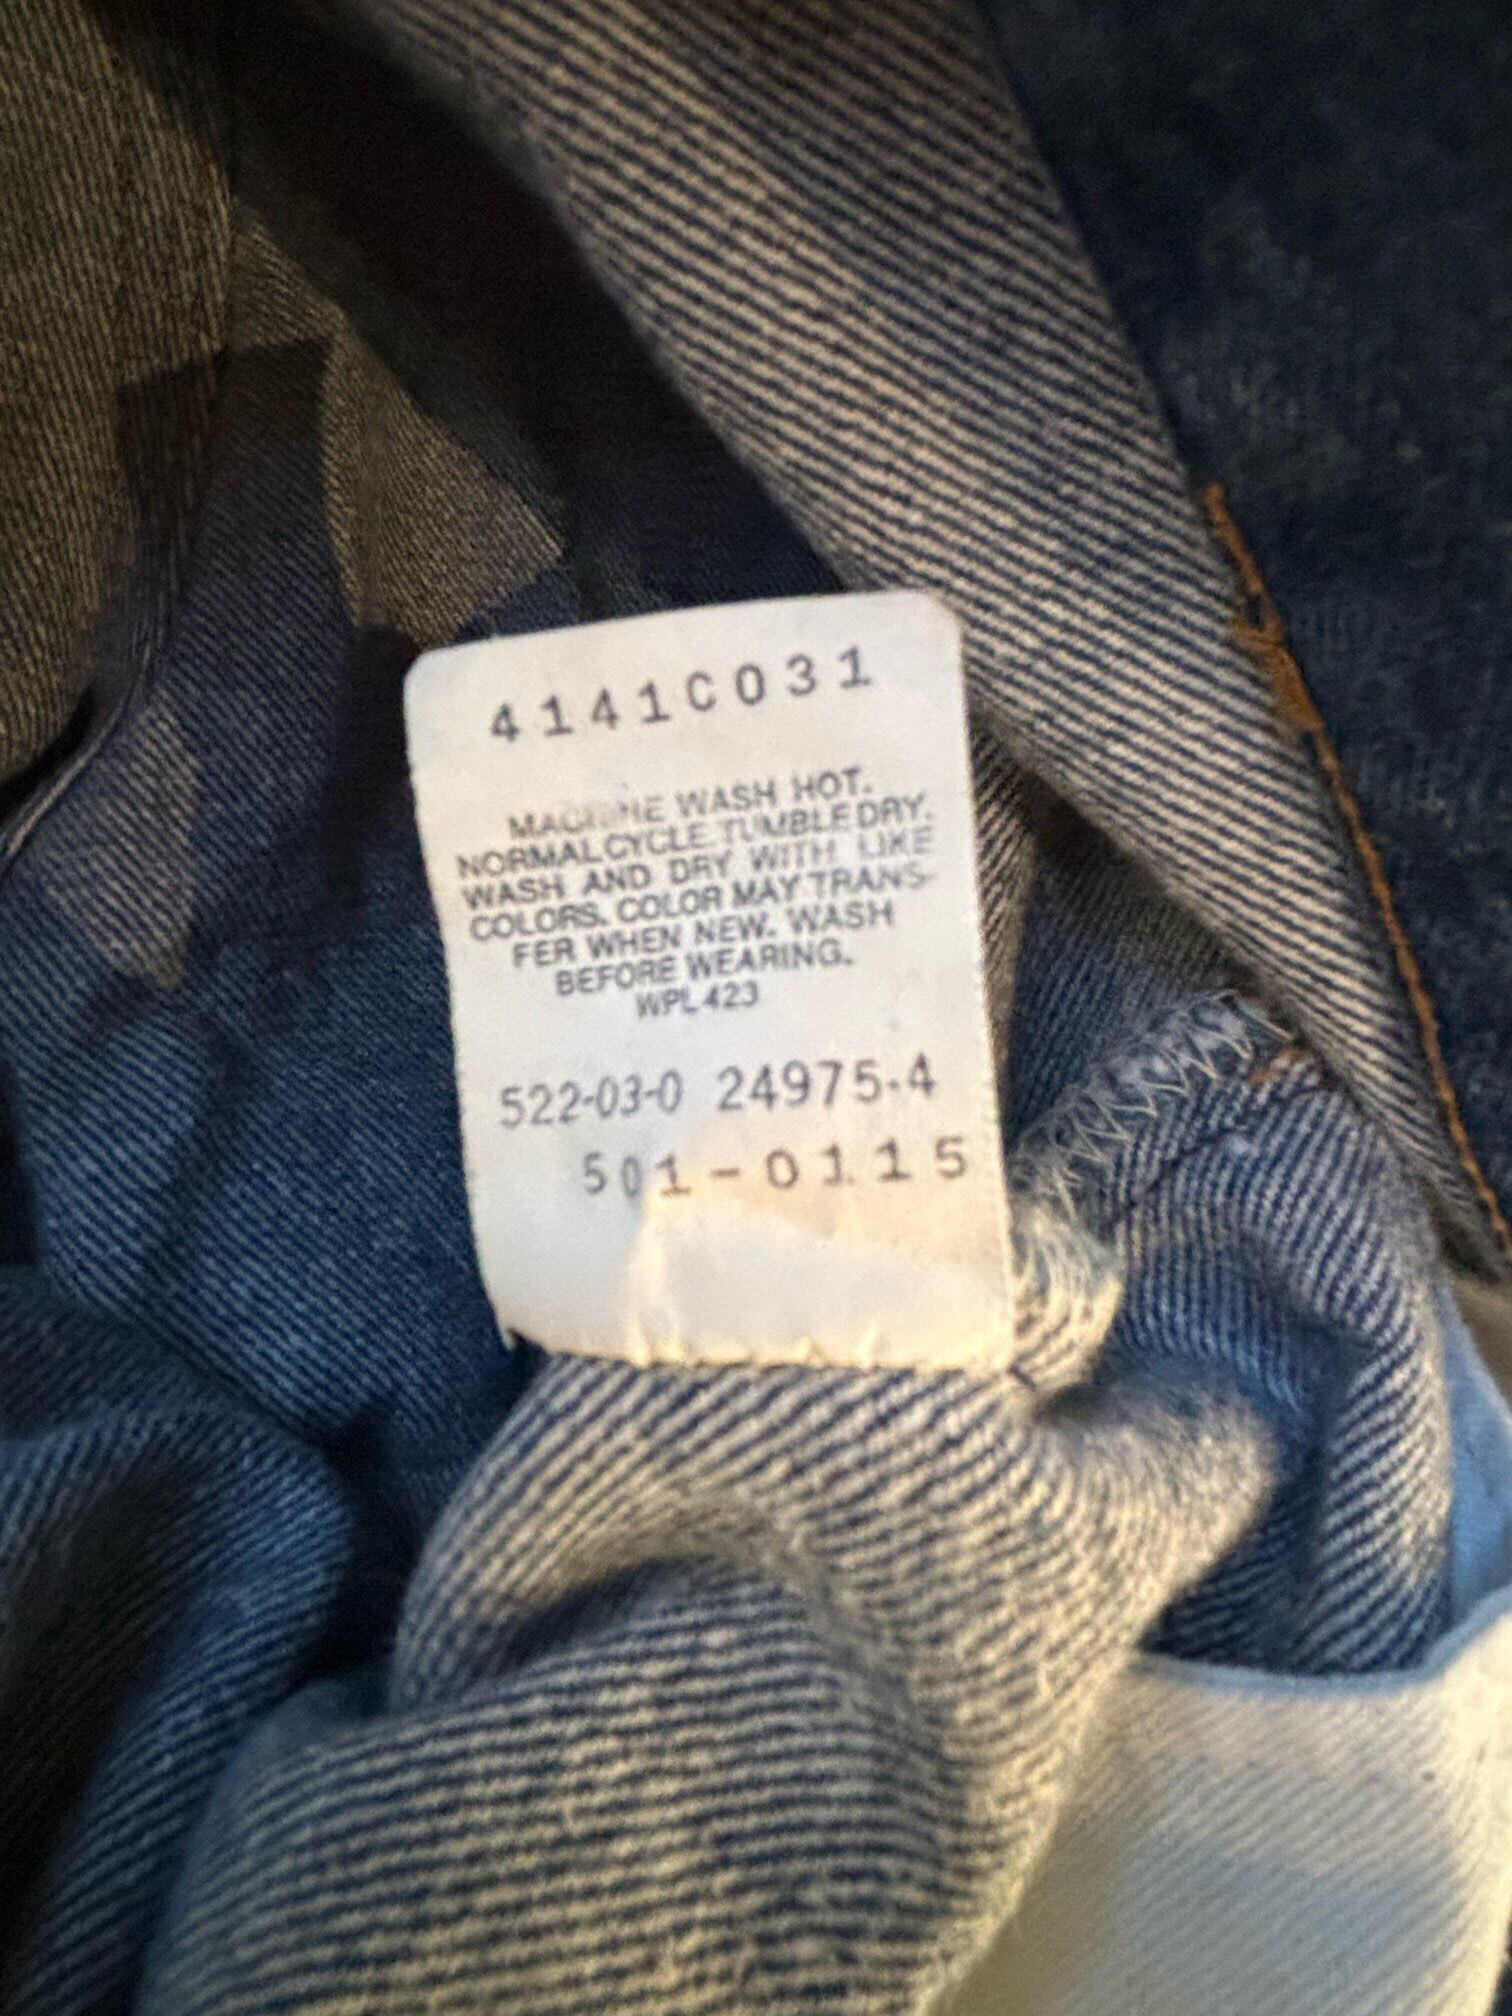 4141C031
MACHINE WASH HOT.
NORMAL CYCLE TUMBLE DRY.
WASH AND DRY WITH LIKE
COLORS. COLOR MAY TRANS-
FER WHEN NEW. WASH
BEFORE WEARING.
WPL 423
522-03-0 24975-4
501-0115